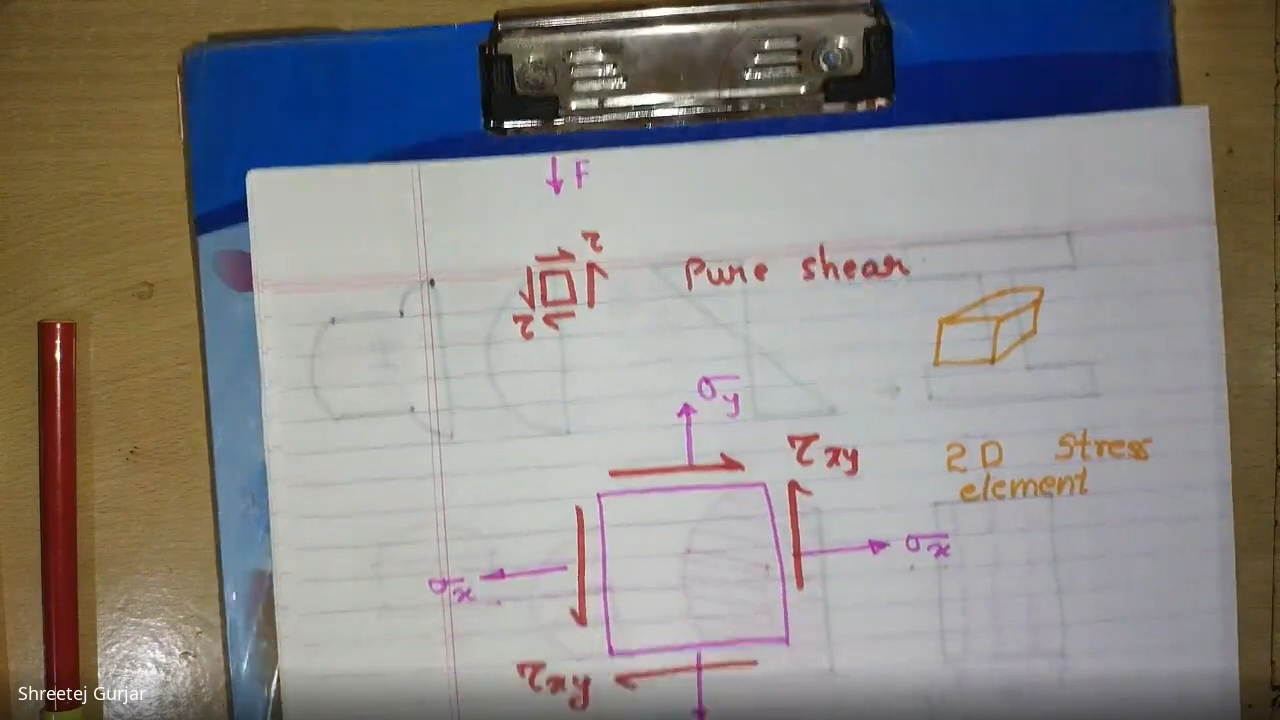 F
τ
Pure shear
τ
σy
τxy
2D Stress
element
σx
σx
τxy
Shreetej Gurjar